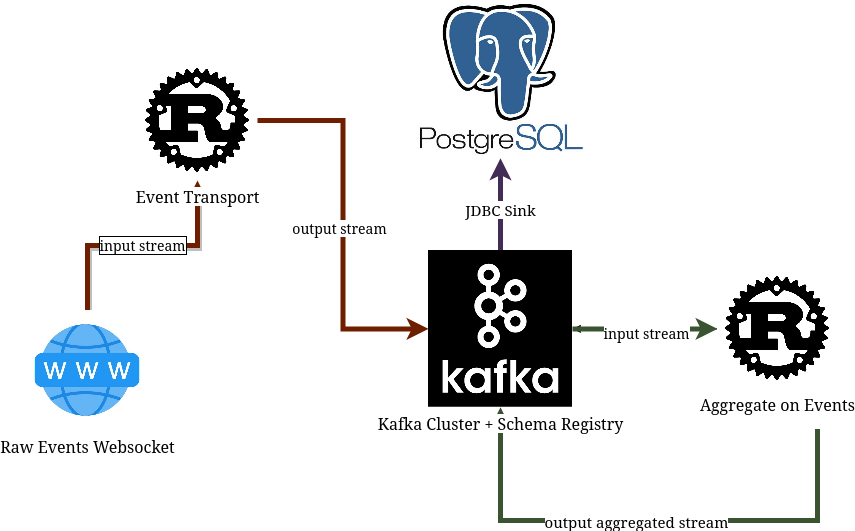 PostgreSQL
Event Transport
JDBC Sink
output stream
input stream
input stream
WWW
kafka
Aggregate on Events
Kafka Cluster + Schema Registry
Raw Events Websocket
output aggregated stream